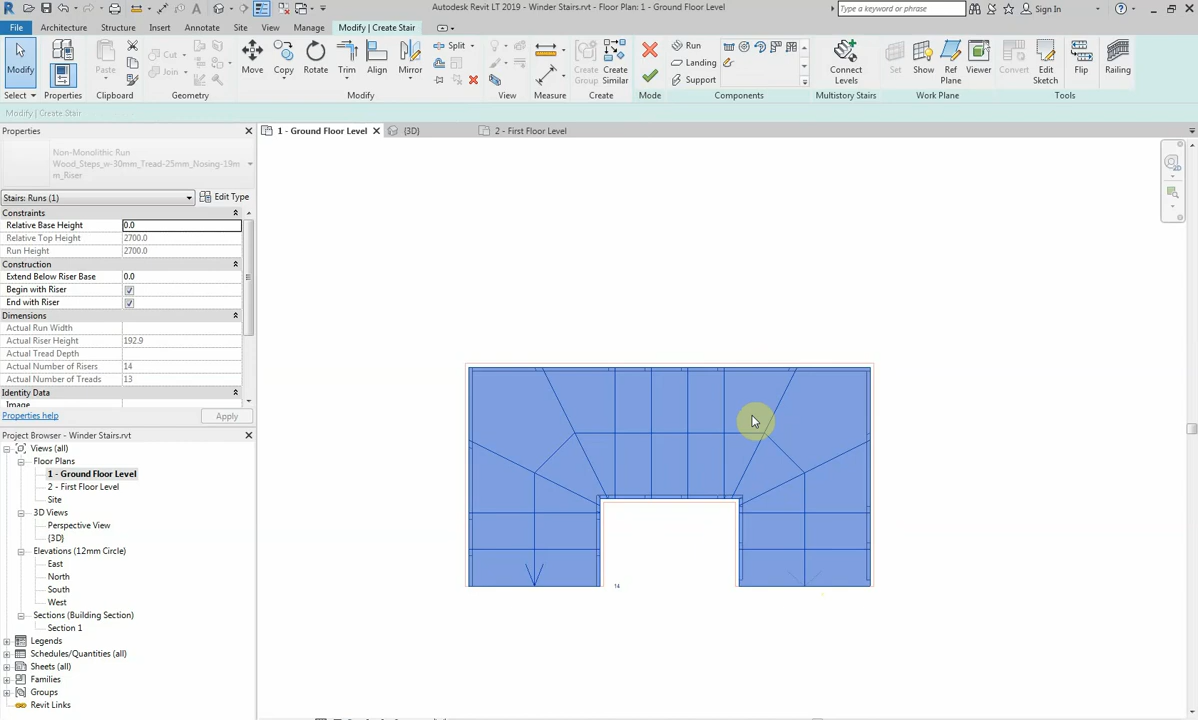 Autodesk Revit LT 2019 - Winder Stairs.rvt - Floor Plan: 1 - Ground Floor Level
Type a keyword or phrase
Sign In
File Architecture Structure Insert Annotate Site View Manage Modify | Create Stair
Split Run
Cut
Landing
Join
Support
Modify Properties Paste Move Copy Rotate Trim Align Mirror Create Group Create Similar Connect Levels Set Show Ref Plane Viewer Convert Edit Sketch Flip Railing
Select Properties Clipboard Geometry Modify View Measure Create Mode Components Multistory Stairs Work Plane Tools
Modify | Create Stair
Properties
1 - Ground Floor Level
(3D)
2 - First Floor Level
Non-Monolithic Run
Wood_Steps_w-30mm_Tread-25mm_Nosing-19m
m_Riser
Stairs: Runs (1)
Edit Type
Constraints
Relative Base Height 0.0
Relative Top Height 2700.0
Run Height 2700.0
Construction
Extend Below Riser Base 0.0
Begin with Riser
End with Riser
Dimensions
Actual Run Width
Actual Riser Height 192.9
Actual Tread Depth
Actual Number of Risers 14
Actual Number of Treads 13
Identity Data
Image
Properties help
Apply
Project Browser - Winder Stairs.rvt
Views (all)
Floor Plans
1 - Ground Floor Level
2 - First Floor Level
Site
3D Views
Perspective View
(3D)
Elevations (12mm Circle)
East
North
South
West
Sections (Building Section)
Section 1
Legends
Schedules/Quantities (all)
Sheets (all)
Families
Groups
Revit Links
14